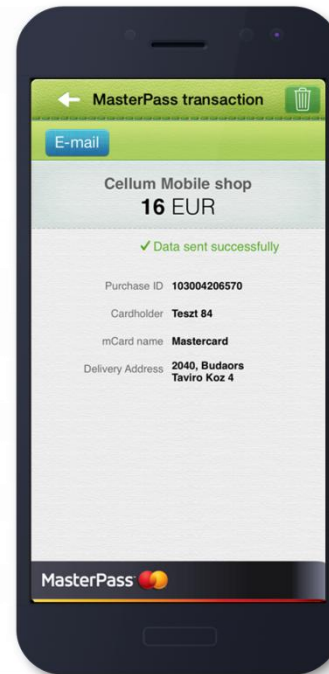 MasterPass transaction
E-mail
Cellum Mobile shop
16 EUR
✓ Data sent successfully
Purchase ID 103004206570
Cardholder Teszt 84
mCard name Mastercard
Delivery Address 2040, Budaors
Taviro Koz 4
MasterPass